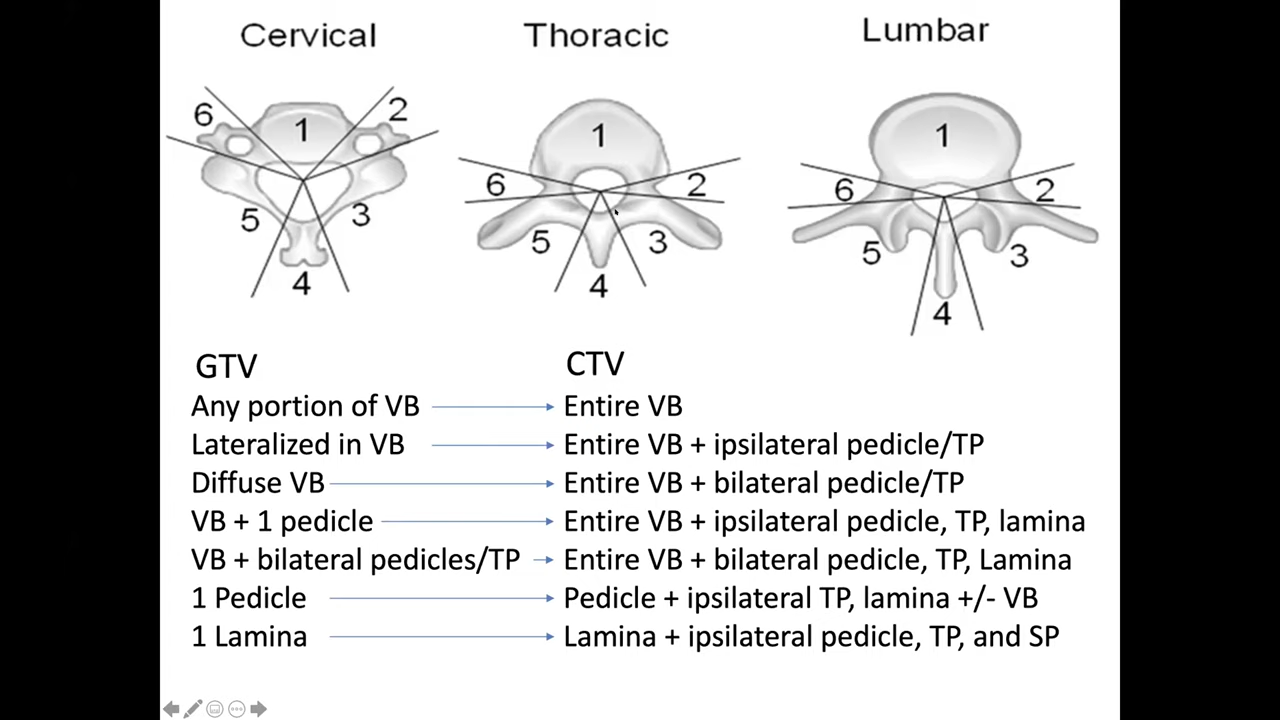 Cervical
Thoracic
Lumbar
6 1 2
5 3
4
6 1 2
5 3
4
6 1 2
5 3
4
GTV CTV
Any portion of VB Entire VB
Lateralized in VB Entire VB + ipsilateral pedicle/TP
Diffuse VB Entire VB + bilateral pedicle/TP
VB + 1 pedicle Entire VB + ipsilateral pedicle, TP, lamina
VB + bilateral pedicles/TP Entire VB + bilateral pedicle, TP, Lamina
1 Pedicle Pedicle + ipsilateral TP, lamina +/- VB
1 Lamina Lamina + ipsilateral pedicle, TP, and SP